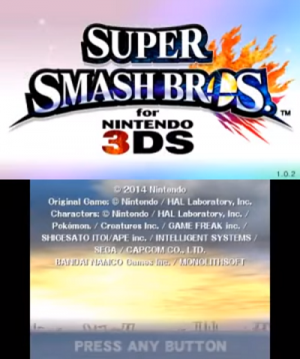 SUPER
SMASH BROS.™
for
NINTENDO
3DS
1.0.2
© 2014 Nintendo
Original Game: © Nintendo / HAL Laboratory, Inc.
Characters: © Nintendo / HAL Laboratory, Inc. /
Pokémon. / Creatures Inc. / GAME FREAK inc. /
SHIGESATO ITOI/APE inc. / INTELLIGENT SYSTEMS /
SEGA / CAPCOM CO., LTD.
BANDAI NAMCO Games Inc. / MONOLITHSOFT
PRESS ANY BUTTON